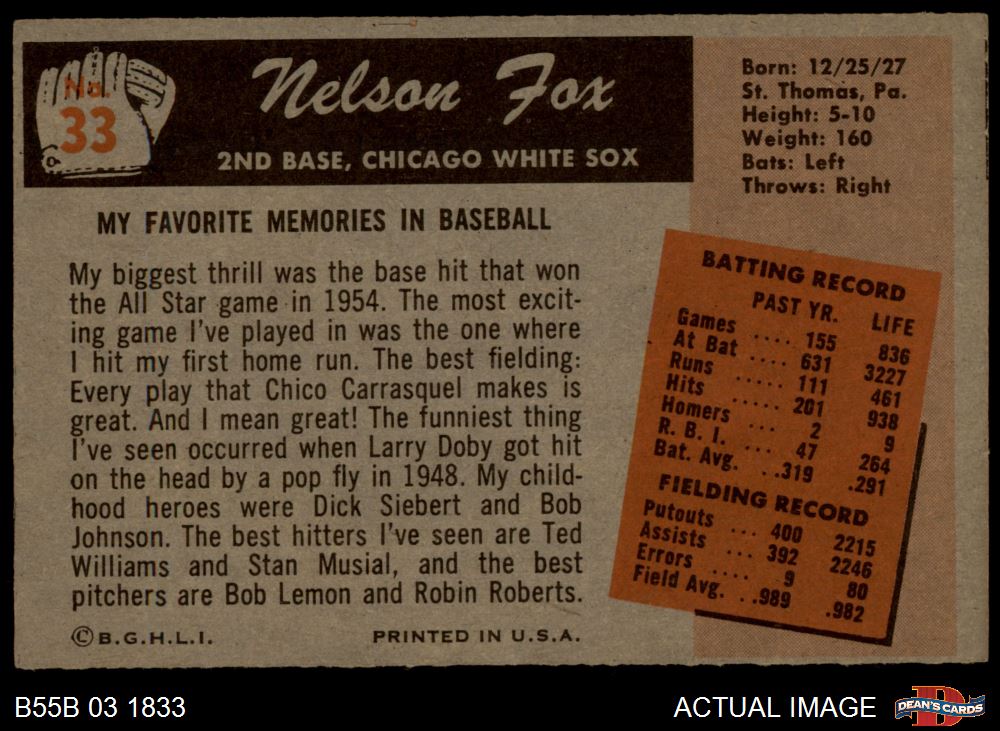 No.
33
Nelson Fox
2ND BASE, CHICAGO WHITE SOX
Born: 12/25/27
St. Thomas, Pa.
Height: 5-10
Weight: 160
Bats: Left
Throws: Right
MY FAVORITE MEMORIES IN BASEBALL
My biggest thrill was the base hit that won
the All Star game in 1954. The most excit-
ing game I've played in was the one where
I hit my first home run. The best fielding:
Every play that Chico Carrasquel makes is
great. And I mean great! The funniest thing
I've seen occurred when Larry Doby got hit
on the head by a pop fly in 1948. My child-
hood heroes were Dick Siebert and Bob
Johnson. The best hitters I've seen are Ted
Williams and Stan Musial, and the best
pitchers are Bob Lemon and Robin Roberts.
©B.G.H.L.I. PRINTED IN U.S.A.
BATTING RECORD
PAST YR. LIFE
Games .... 155 836
At Bat .... 631 3227
Runs ..... 111 461
Hits ..... 201 938
Homers ... 2 9
R. B. I. ... 47 264
Bat. Avg. ..319 .291
FIELDING RECORD
Putouts ... 400 2215
Assists ... 392 2246
Errors .... 9 80
Field Avg. ..989 .982
B55B 03 1833
ACTUAL IMAGE
D
DEAN'S CARDS